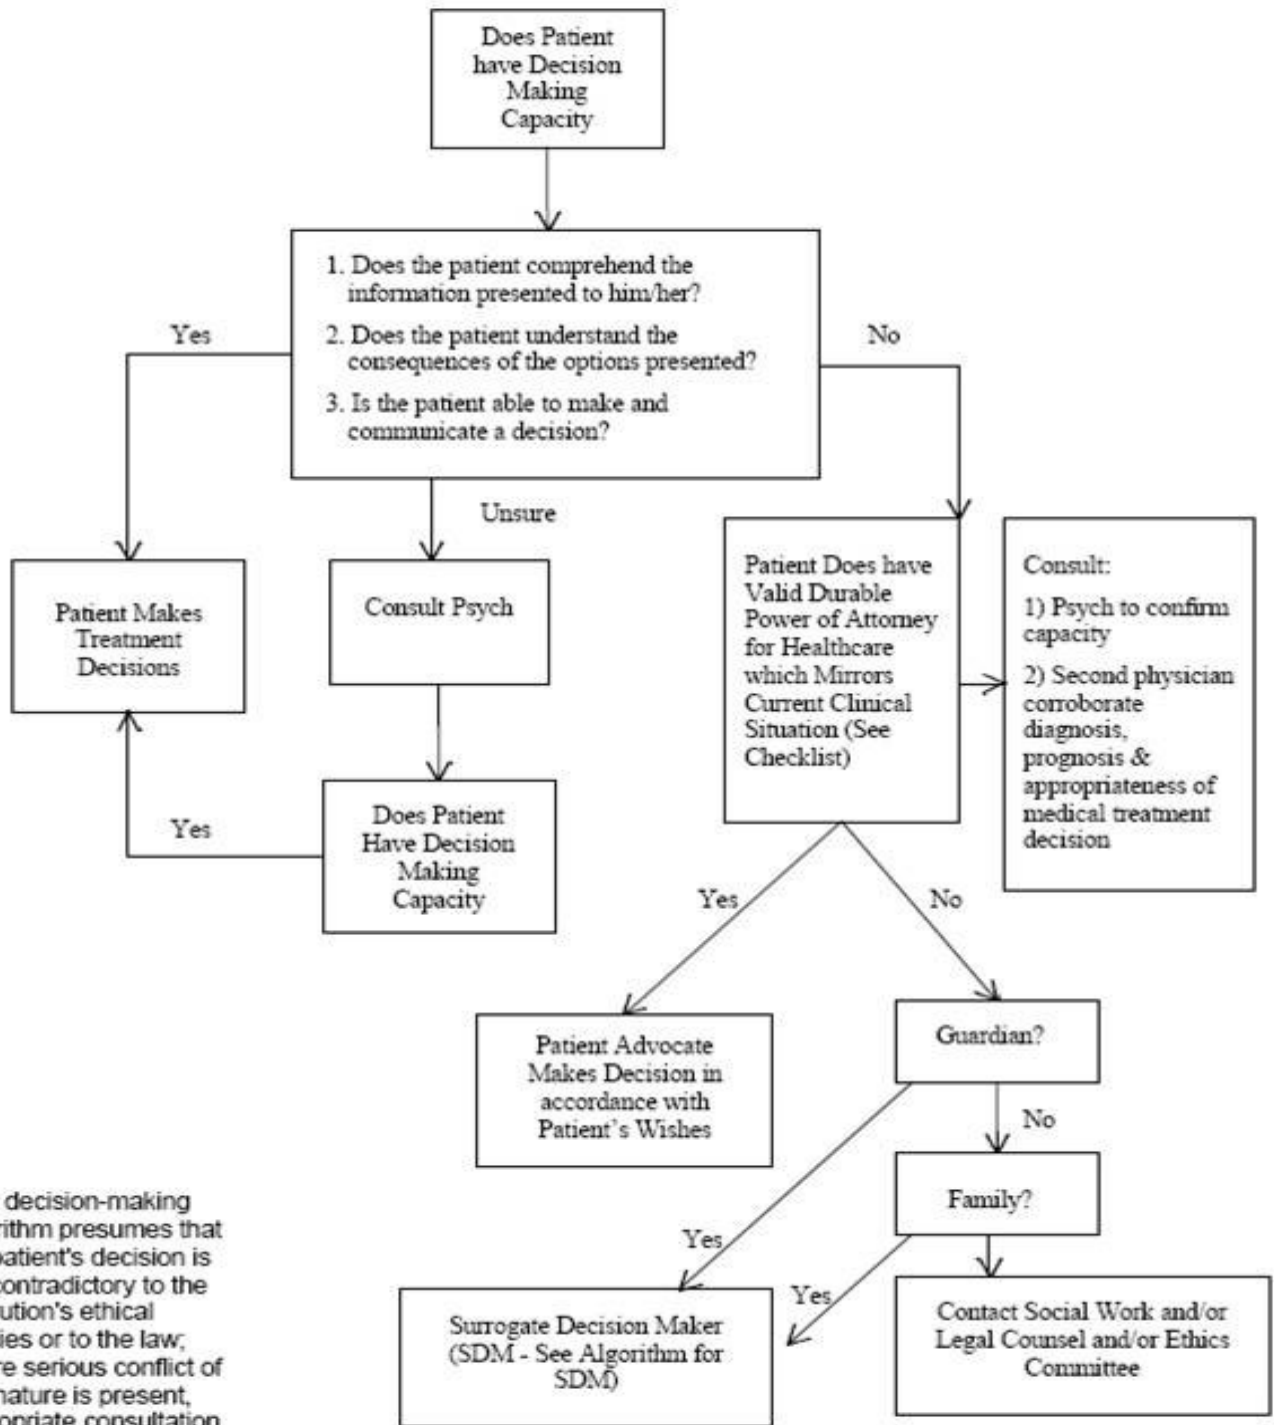 Does Patient
have Decision
Making
Capacity
1. Does the patient comprehend the
information presented to him/her?
2. Does the patient understand the
consequences of the options presented?
3. Is the patient able to make and
communicate a decision?
Yes
No
Unsure
Patient Makes
Treatment
Decisions
Consult Psych
Patient Does have
Valid Durable
Power of Attorney
for Healthcare
which Mirrors
Current Clinical
Situation (See
Checklist)
Consult:
1) Psych to confirm
capacity
2) Second physician
corroborate
diagnosis,
prognosis &
appropriateness of
medical treatment
decision
Yes
Does Patient
Have Decision
Making
Capacity
Yes
No
Patient Advocate
Makes Decision in
accordance with
Patient's Wishes
Guardian?
No
Family?
Yes
Yes
Surrogate Decision Maker
(SDM - See Algorithm for
SDM)
Contact Social Work and/or
Legal Counsel and/or Ethics
Committee
decision-making
presumes that
patient's decision is
contradictory to the
ethical
or to the law;
serious conflict of
nature is present,
consultation